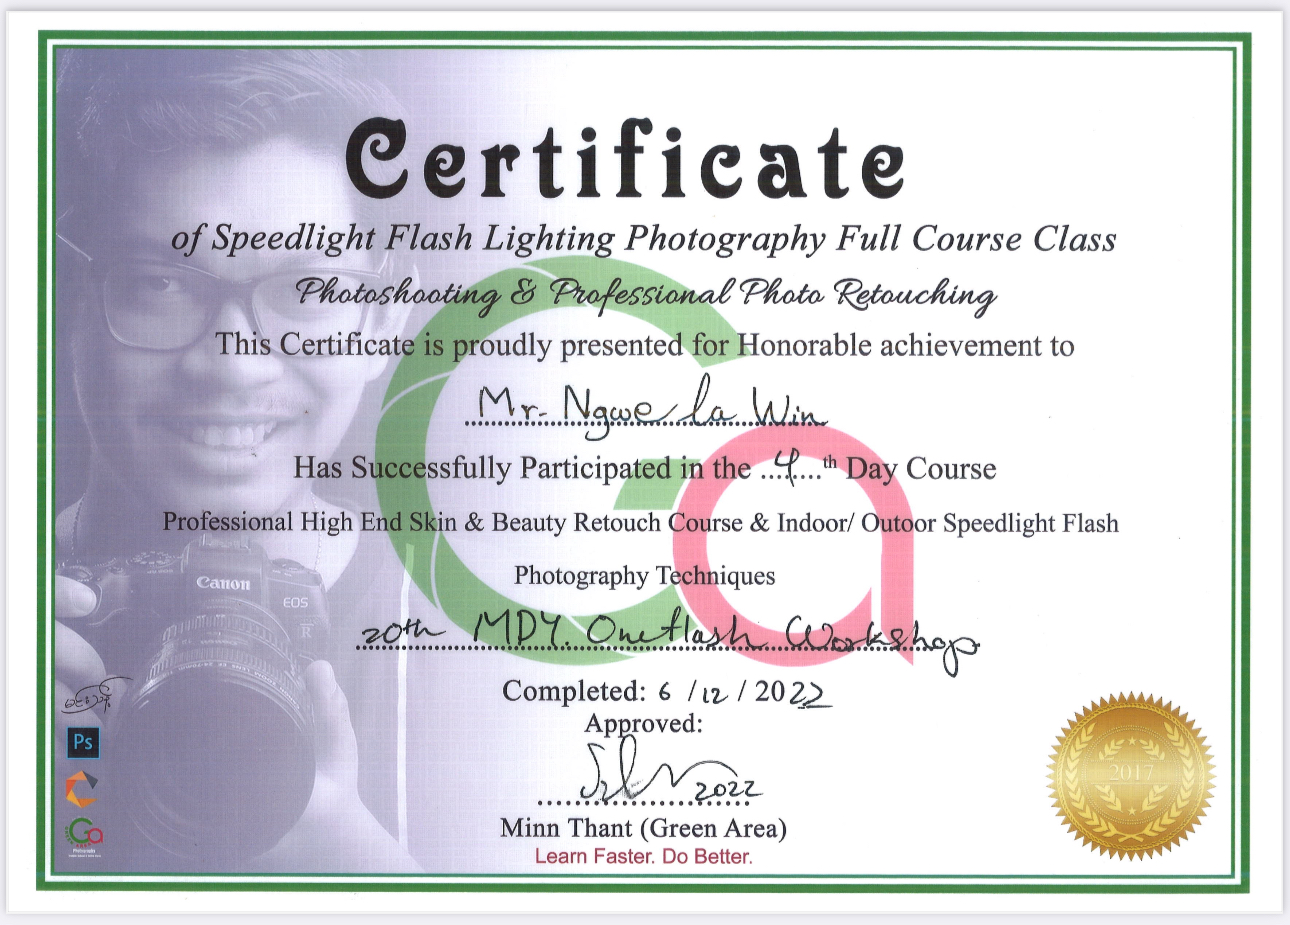 Certificate
of Speedlight Flash Lighting Photography Full Course Class
Photoshooting & Professional Photo Retouching
This Certificate is proudly presented for Honorable achievement to
Mr. Ngwe la Win
Has Successfully Participated in the 4th Day Course
Professional High End Skin & Beauty Retouch Course & Indoor/ Outoor Speedlight Flash
Photography Techniques
Canon
EOS
R
20th MDY. Oneflash Workshop
Completed: 6 /12 / 2022
Approved:
Ps
2022
2017
Minn Thant (Green Area)
Ga
Learn Faster. Do Better.